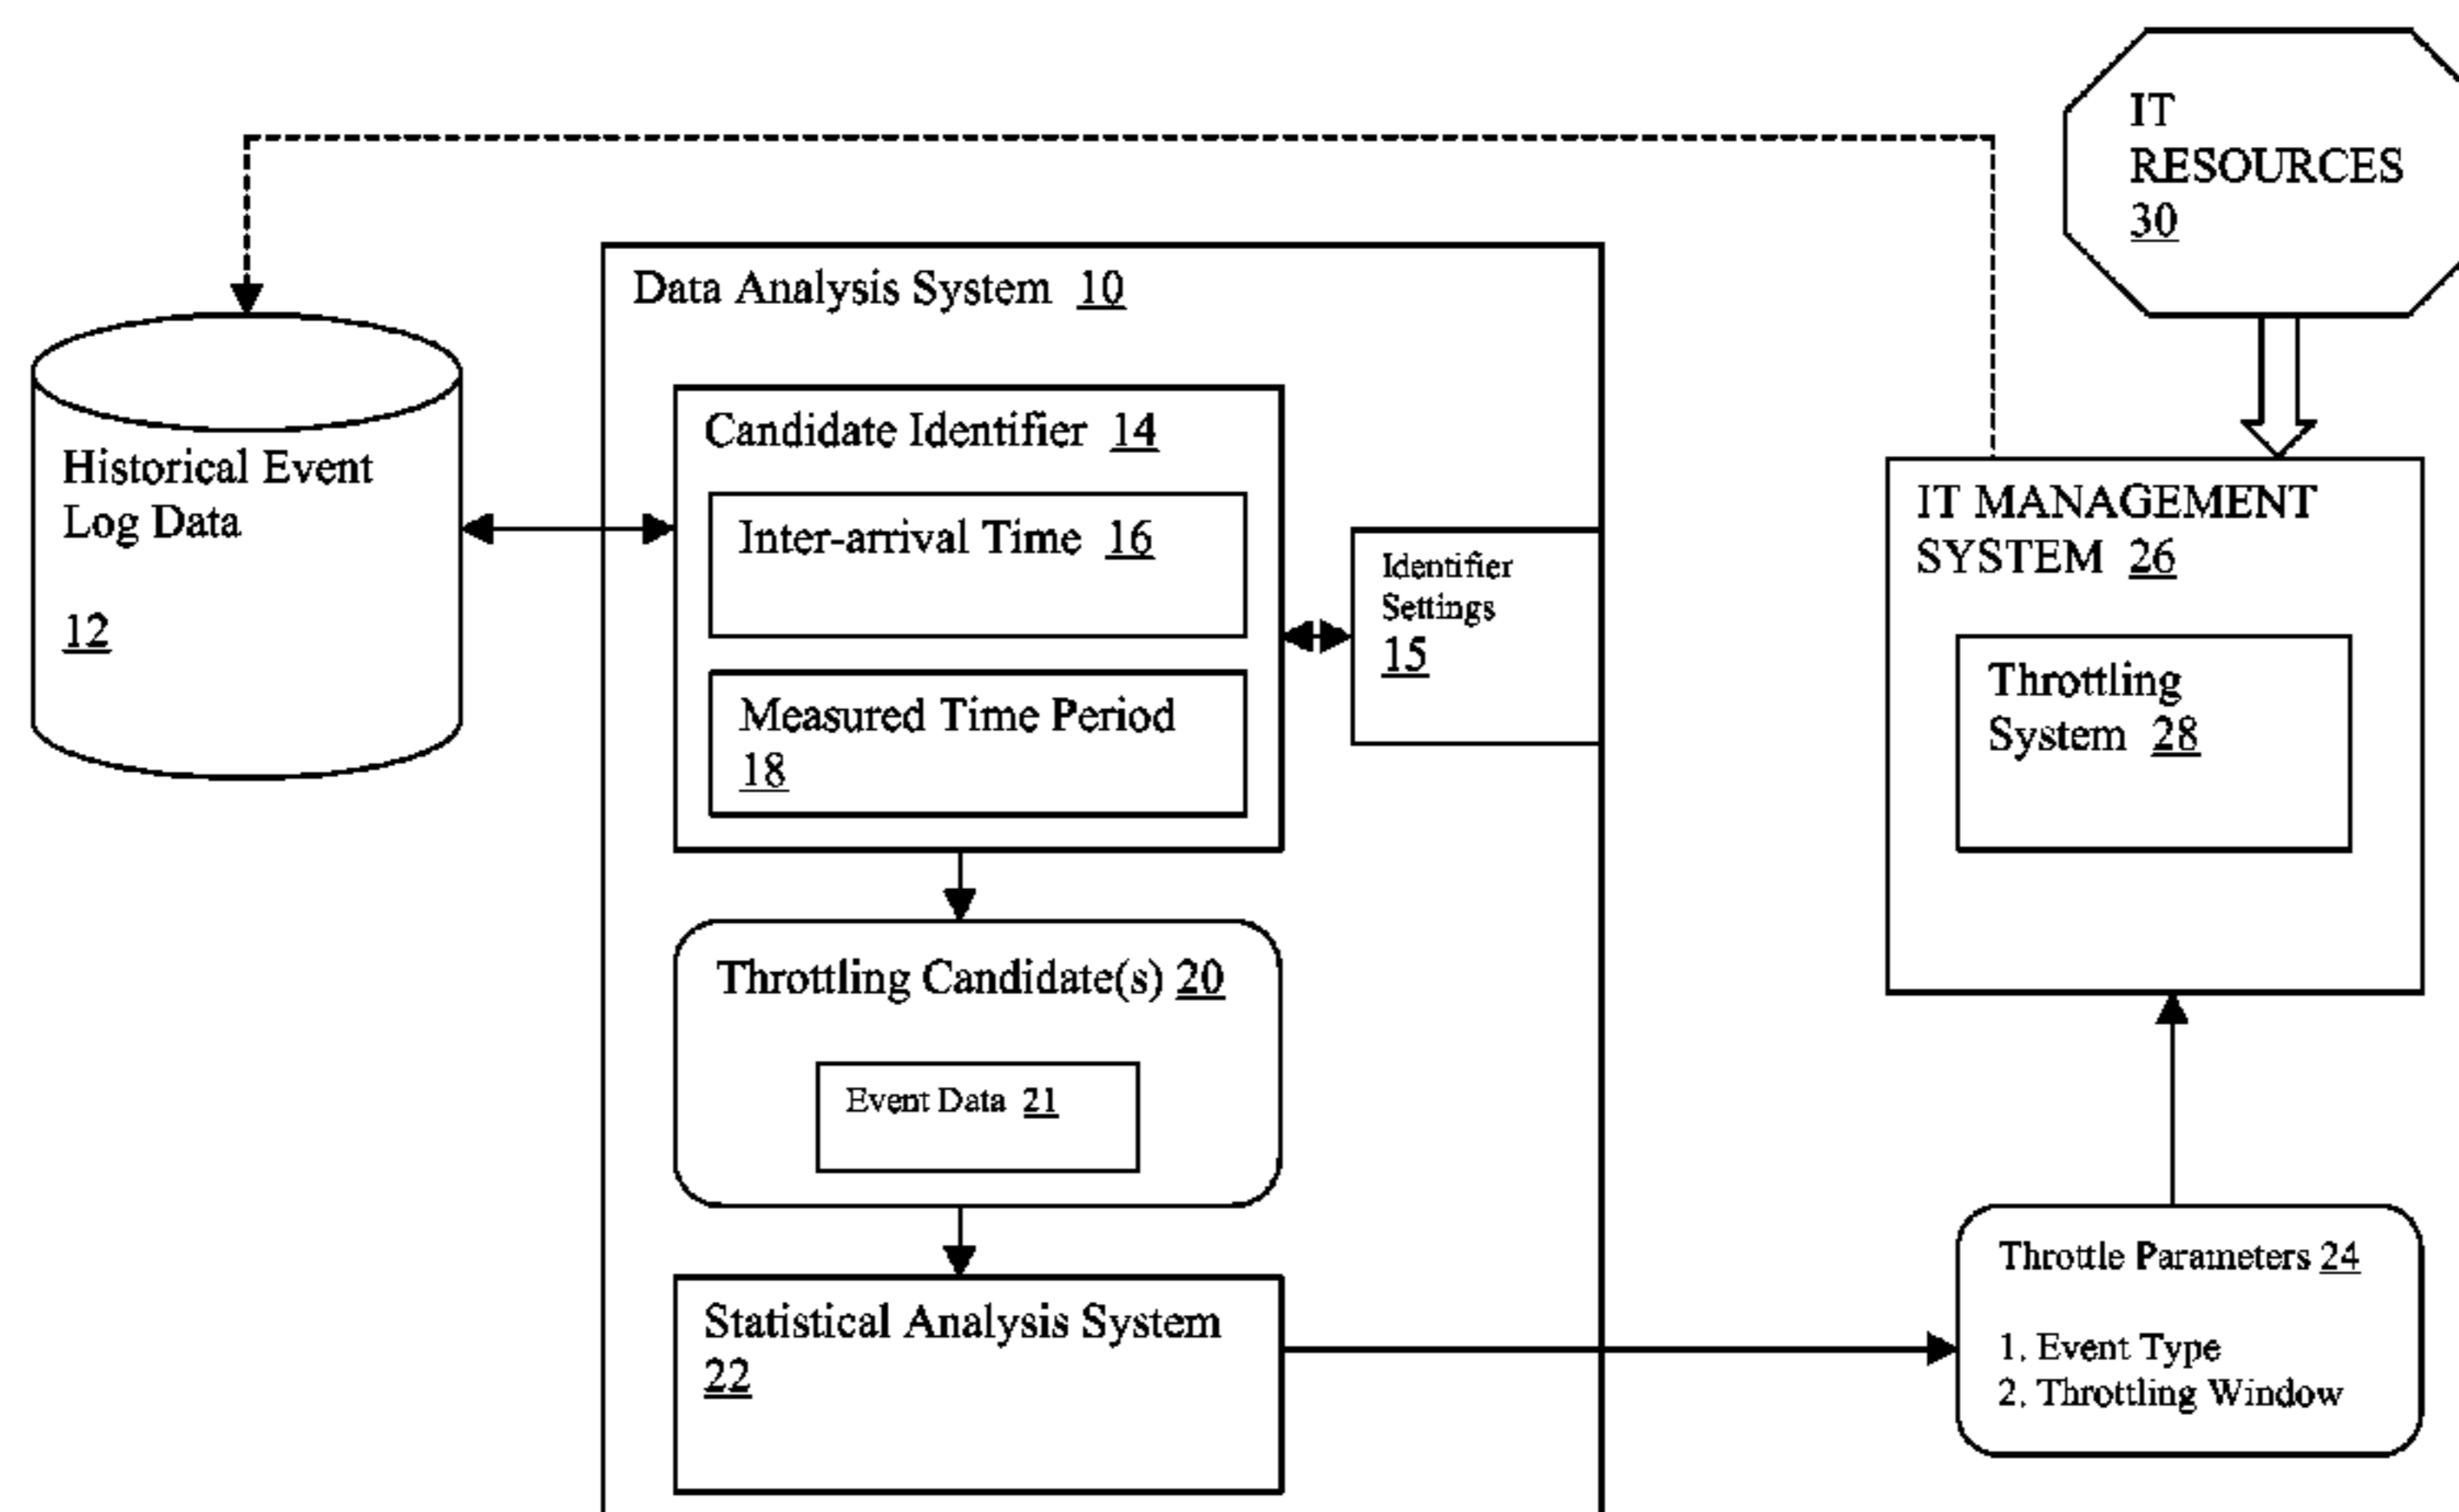 IT
RESOURCES
30
Data Analysis System 10
Candidate Identifier 14
Historical Event
Log Data
12
Inter-arrival Time 16
Identifier
Settings
15
Measured Time Period
18
IT MANAGEMENT
SYSTEM 26
Throttling
System 28
Throttling Candidate(s) 20
Event Data 21
Statistical Analysis System
22
Throttle Parameters 24
1. Event Type
2. Throttling Window